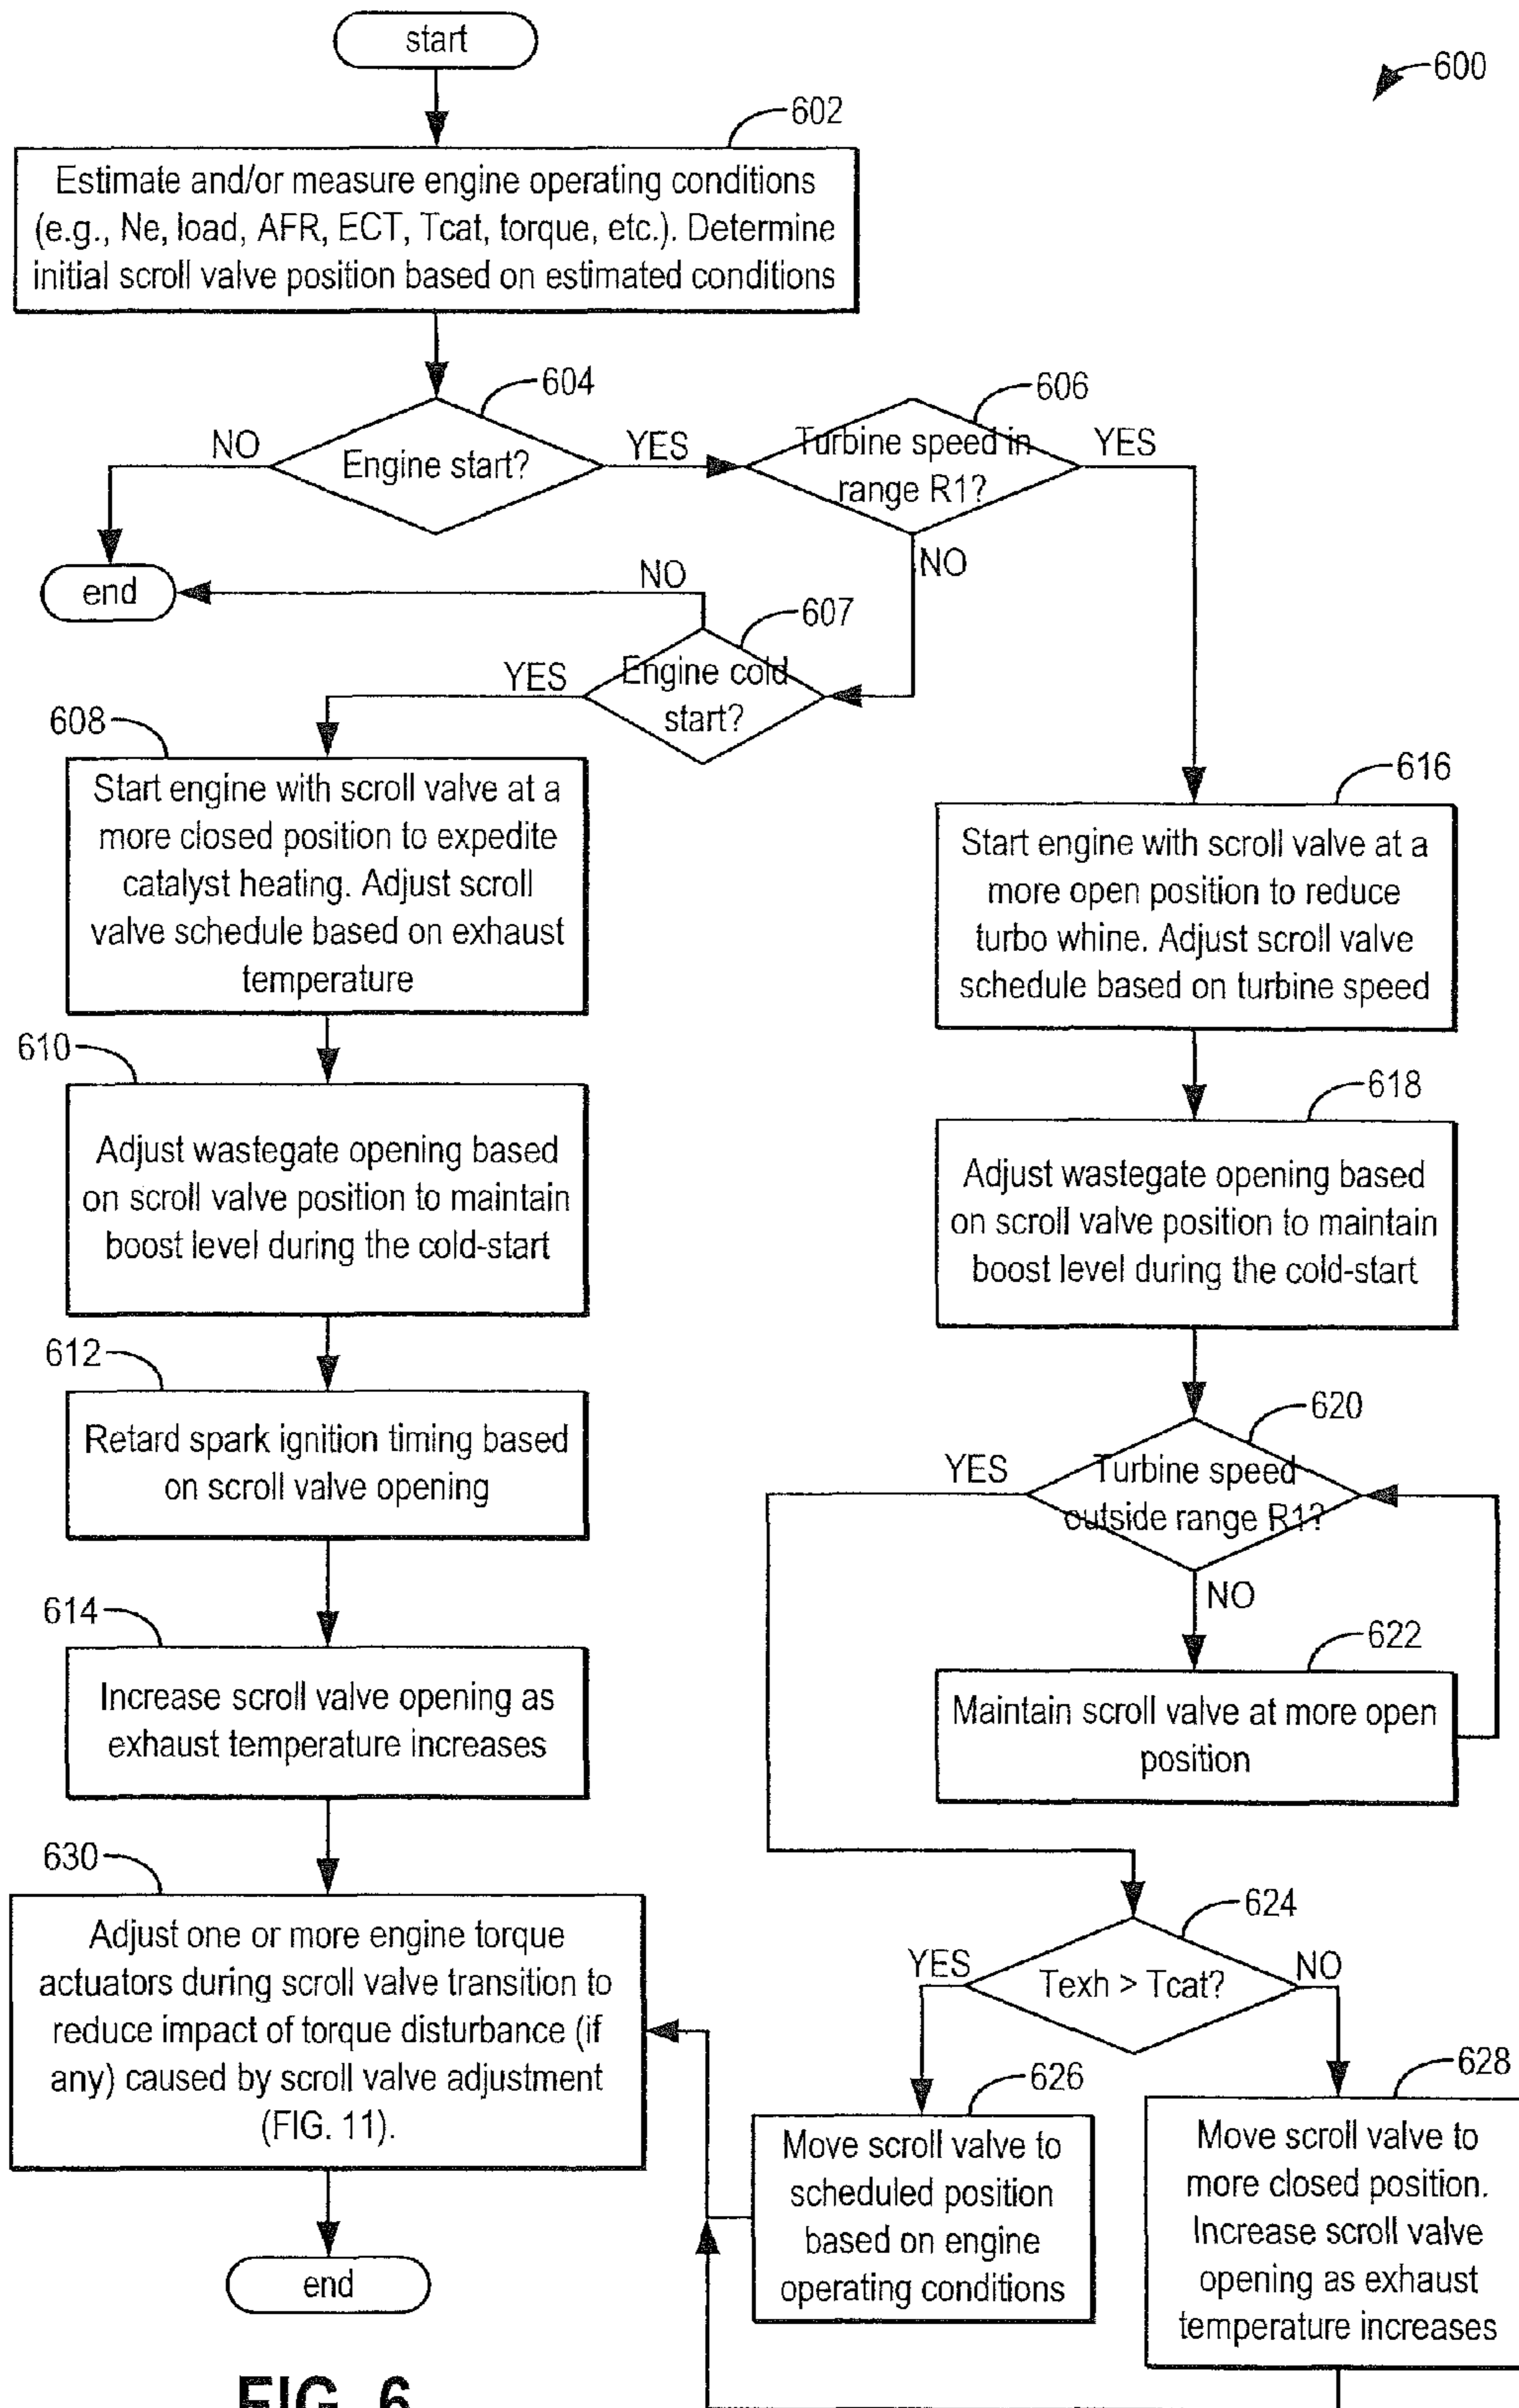 start
600
602
Estimate and/or measure engine operating conditions
(e.g., Ne, load, AFR, ECT, Tcat, torque, etc.). Determine
initial scroll valve position based on estimated conditions
604
606
NO
Engine start?
YES
Turbine speed in
range R1?
YES
NO
end
NO
607
YES
Engine cold
start?
608
Start engine with scroll valve at a
more closed position to expedite
catalyst heating. Adjust scroll
valve schedule based on exhaust
temperature
616
Start engine with scroll valve at a
more open position to reduce
turbo whine. Adjust scroll valve
schedule based on turbine speed
610
Adjust wastegate opening based
on scroll valve position to maintain
boost level during the cold-start
618
Adjust wastegate opening based
on scroll valve position to maintain
boost level during the cold-start
612
Retard spark ignition timing based
on scroll valve opening
620
YES
Turbine speed
outside range R1?
NO
614
Increase scroll valve opening as
exhaust temperature increases
622
Maintain scroll valve at more open
position
630
Adjust one or more engine torque
actuators during scroll valve transition to
reduce impact of torque disturbance (if
any) caused by scroll valve adjustment
(FIG. 11).
624
YES
Texh > Tcat?
NO
626
Move scroll valve to
scheduled position
based on engine
operating conditions
628
Move scroll valve to
more closed position.
Increase scroll valve
opening as exhaust
temperature increases
end
FIG. 6